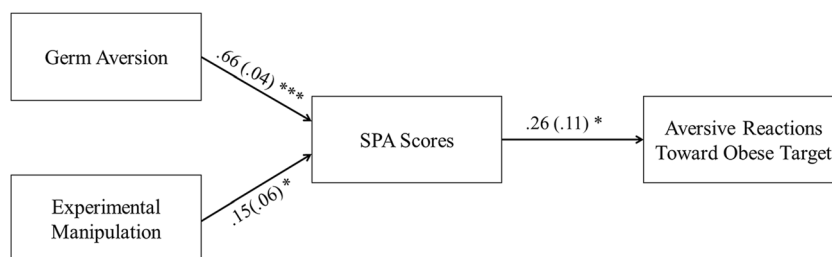 Germ Aversion
.66 (.04) ***
SPA Scores
.26 (.11) *
Aversive Reactions
Toward Obese Target
Experimental
Manipulation
.15(.06)*